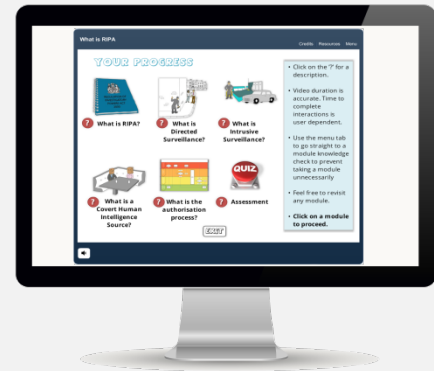 What is RIPA
Credits Resources Menu
YOUR PROGRESS
? What is RIPA?
? What is
Directed
Surveillance?
? What is
Intrusive
Surveillance?
? What is a
Covert Human
Intelligence
Source?
? What is the
authorisation
process?
QUIZ
? Assessment
EXIT
• Click on the '?' for a
description.
• Video duration is
accurate. Time to
complete
interactions is
user dependent.
• Use the menu tab
to go straight to a
module knowledge
check to prevent
taking a module
unnecessarily
• Feel free to revisit
any module.
• Click on a module
to proceed.